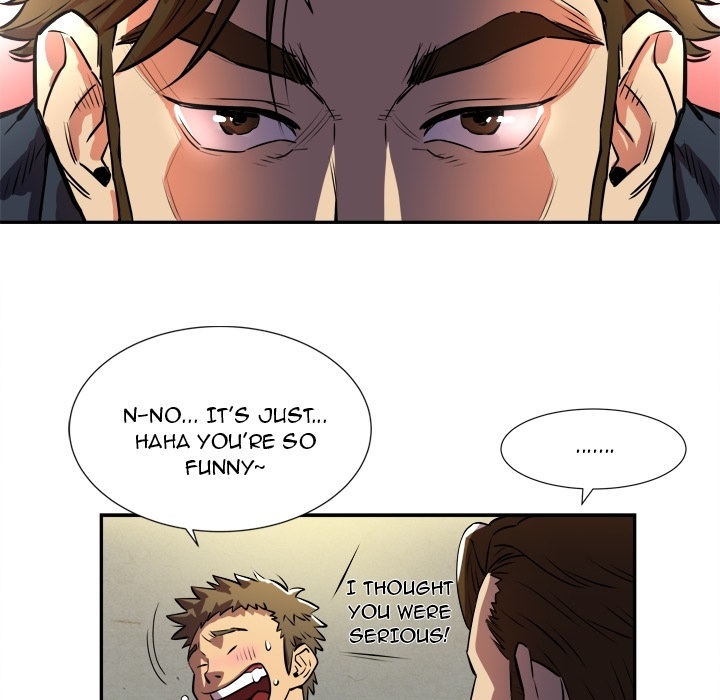 N-NO... IT'S JUST...
HAHA YOU'RE SO
FUNNY~
.......
I THOUGHT
YOU WERE
SERIOUS!